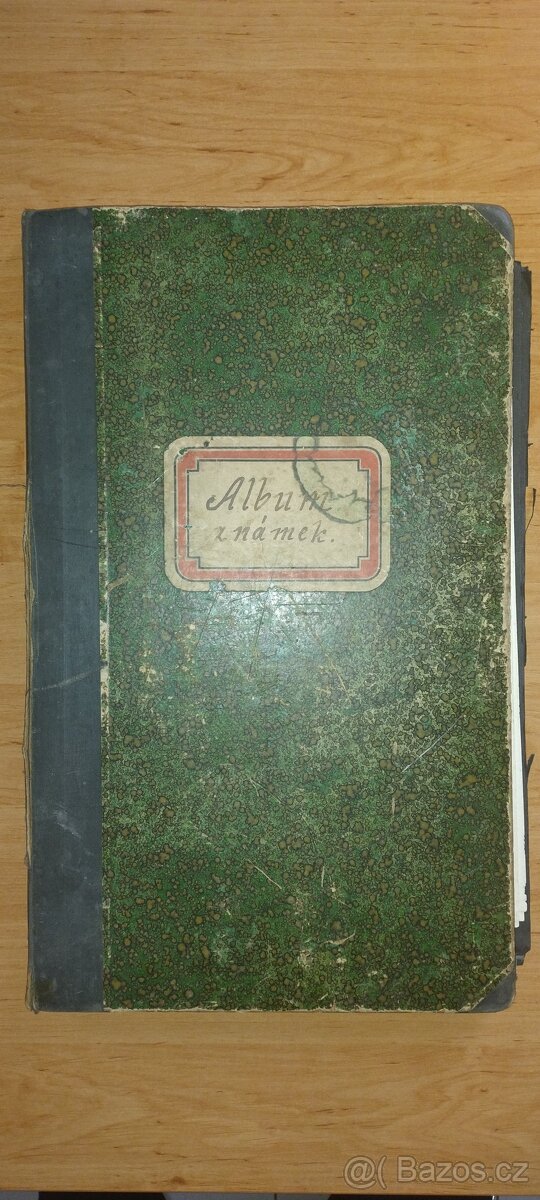 Album
známek.
@( Bazos.cz